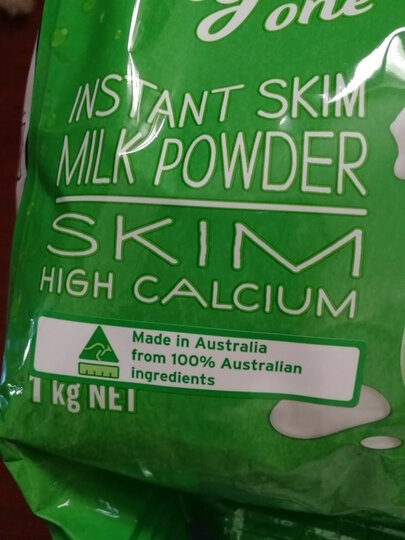 one
INSTANT SKIM
MILK POWDER
SKIM
HIGH CALCIUM
Made in Australia
from 100% Australian
ingredients
1 kg NET